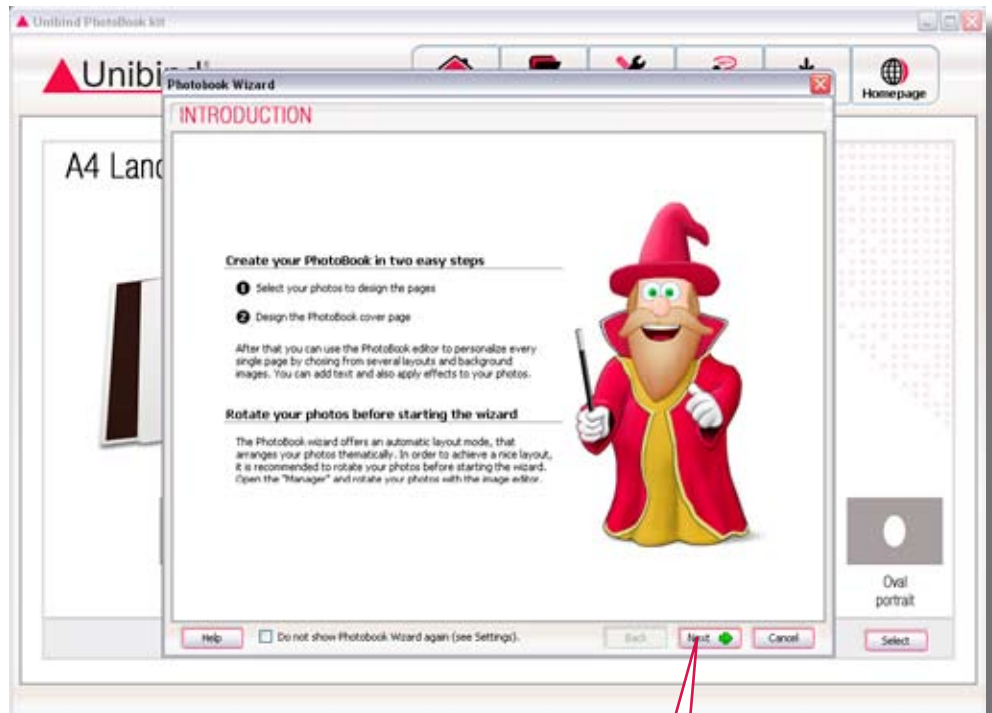 Unibind PhotoBook kit
Unibi
Homepage
Photobook Wizard
INTRODUCTION
A4 Land
Create your PhotoBook in two easy steps
1 Select your photos to design the pages
2 Design the PhotoBook cover page
After that you can use the PhotoBook editor to personalize every
single page by chosing from several layouts and background
images. You can add text and also apply effects to your photos.
Rotate your photos before starting the wizard
The PhotoBook wizard offers an automatic layout mode, that
arranges your photos thematically. In order to achieve a nice layout,
it is recommended to rotate your photos before starting the wizard.
Open the "Manager" and rotate your photos with the image editor.
Oval
portrait
Help
Do not show Photobook Wizard again (see Settings).
Back
Next
Cancel
Select